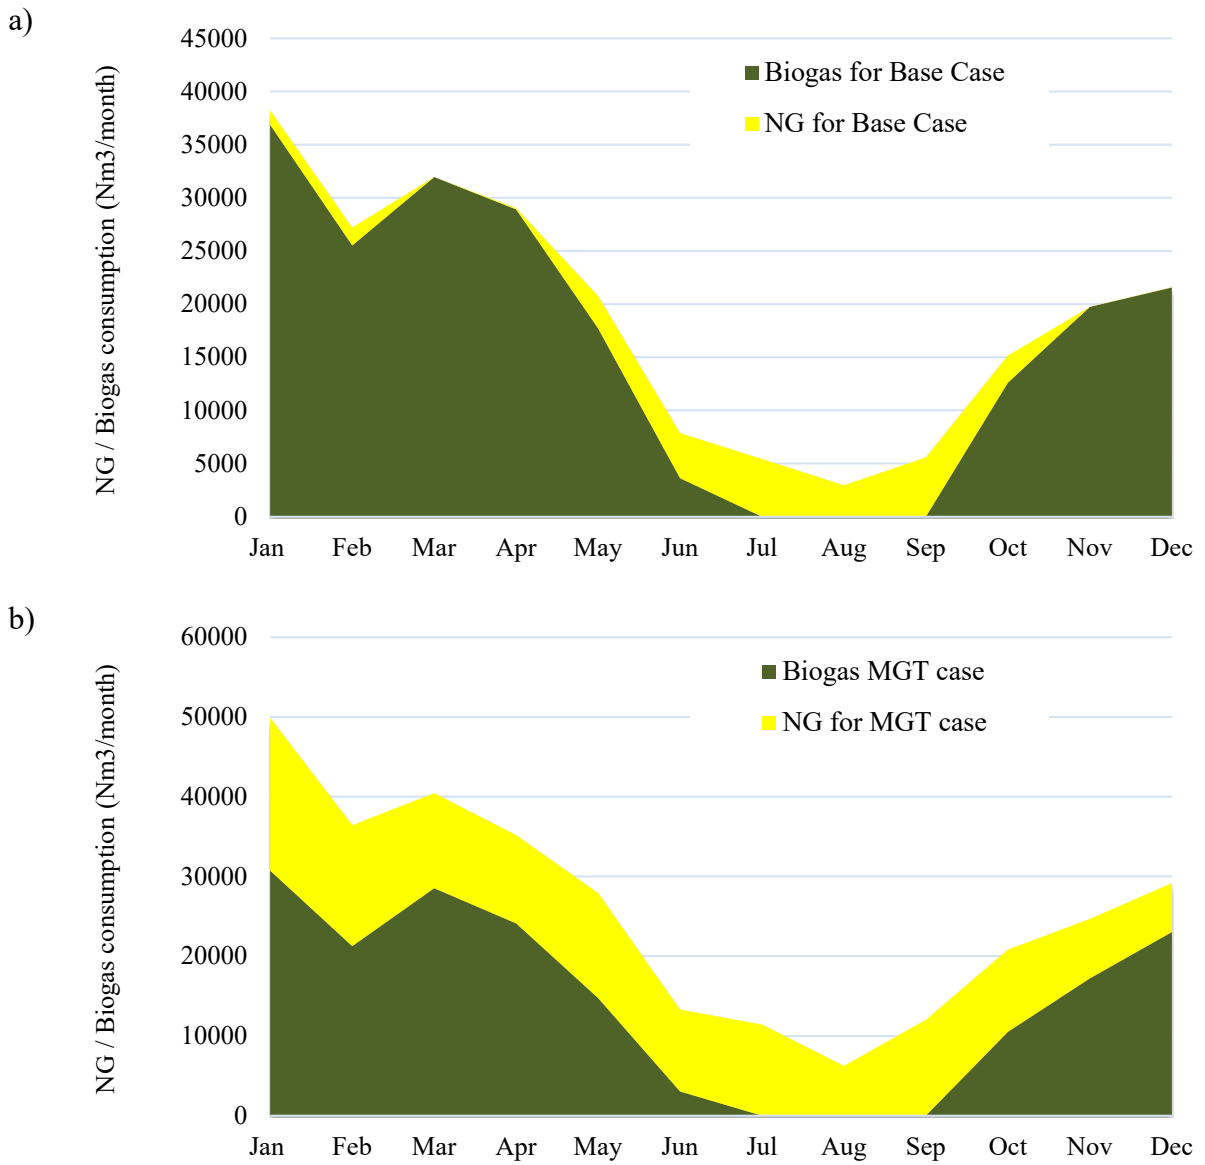 a)
NG / Biogas consumption (Nm3/month)
45000
40000
35000
30000
25000
20000
15000
10000
5000
0
Biogas for Base Case
NG for Base Case
Jan Feb Mar Apr May Jun Jul Aug Sep Oct Nov Dec
b)
NG / Biogas consumption (Nm3/month)
60000
50000
40000
30000
20000
10000
0
Biogas MGT case
NG for MGT case
Jan Feb Mar Apr May Jun Jul Aug Sep Oct Nov Dec